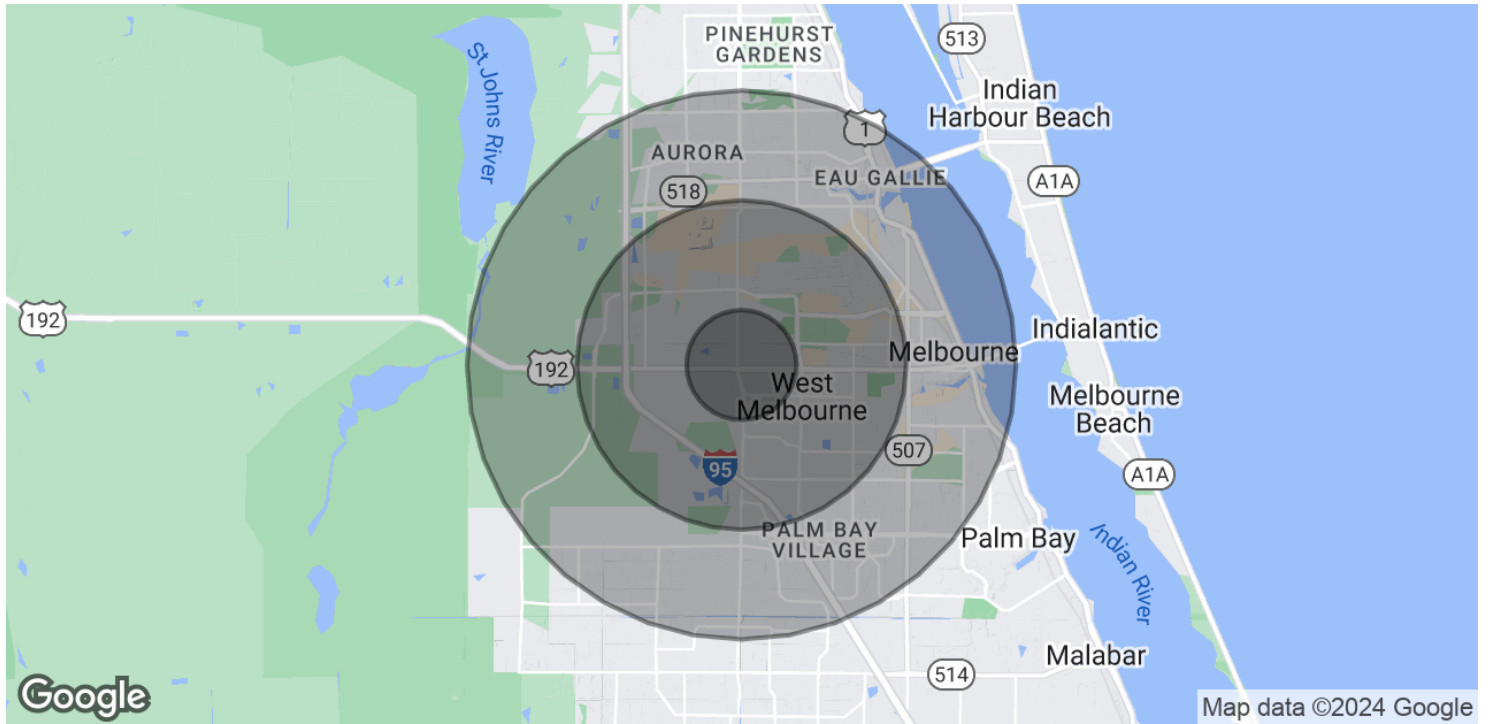 PINEHURST
GARDENS
513
St Johns River
Indian
Harbour Beach
1
AURORA
EAU GALLIE
A1A
518
192
Indialantic
Melbourne
192
West
Melbourne
Melbourne
Beach
507
95
A1A
PALM BAY
VILLAGE
Palm Bay
Indian River
Malabar
514
Google
Map data ©2024 Google